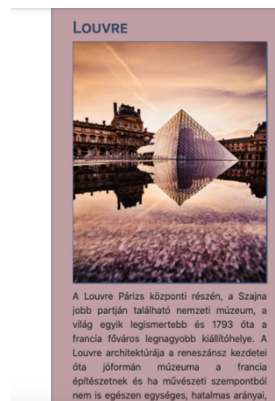 LOUVRE
A Louvre Párizs központi részén, a Szajna
jobb partján található nemzeti múzeum, a
világ egyik legismertebb és 1793 óta a
francia főváros legnagyobb kiállítóhelye. A
Louvre architektúrája a reneszánsz kezdetei
óta jóformán múzeuma a francia
építészetnek és ha művészeti szempontból
nem is egészen egységes, hatalmas arányai,